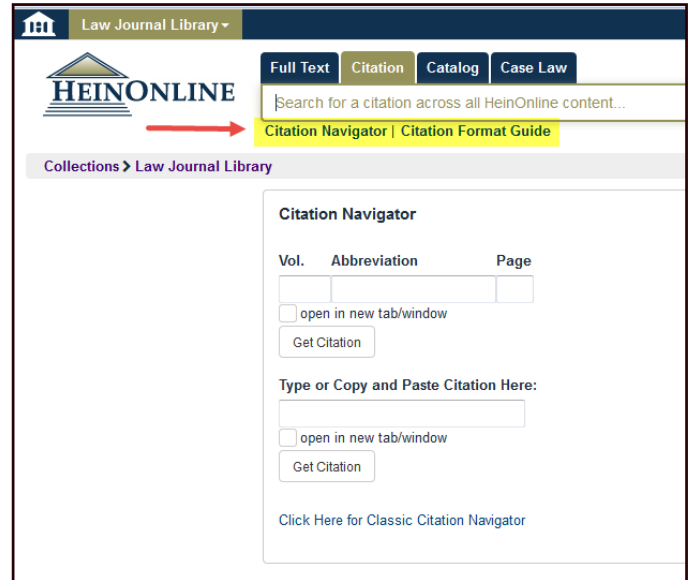 Law Journal Library
HEINONLINE
Full Text Citation Catalog Case Law
Search for a citation across all HeinOnline content...
Citation Navigator | Citation Format Guide
Collections > Law Journal Library
Citation Navigator
Vol. Abbreviation Page
open in new tab/window
Get Citation
Type or Copy and Paste Citation Here:
open in new tab/window
Get Citation
Click Here for Classic Citation Navigator